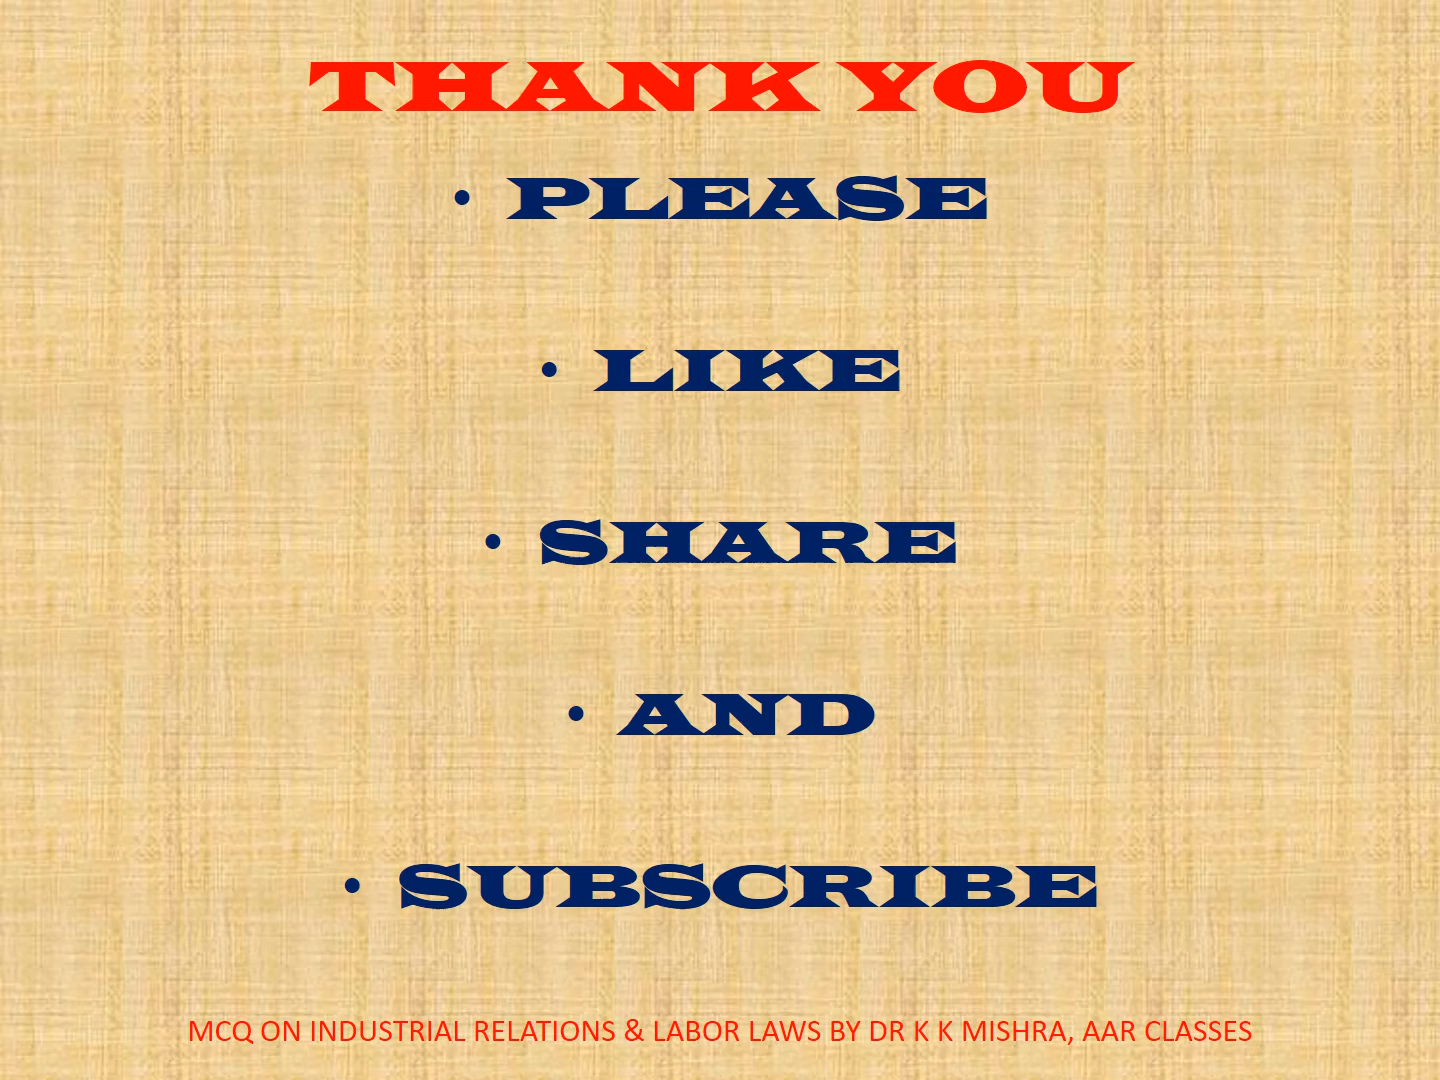 THANK YOU
• PLEASE
• LIKE
• SHARE
• AND
• SUBSCRIBE
MCQ ON INDUSTRIAL RELATIONS & LABOR LAWS BY DR K K MISHRA, AAR CLASSES